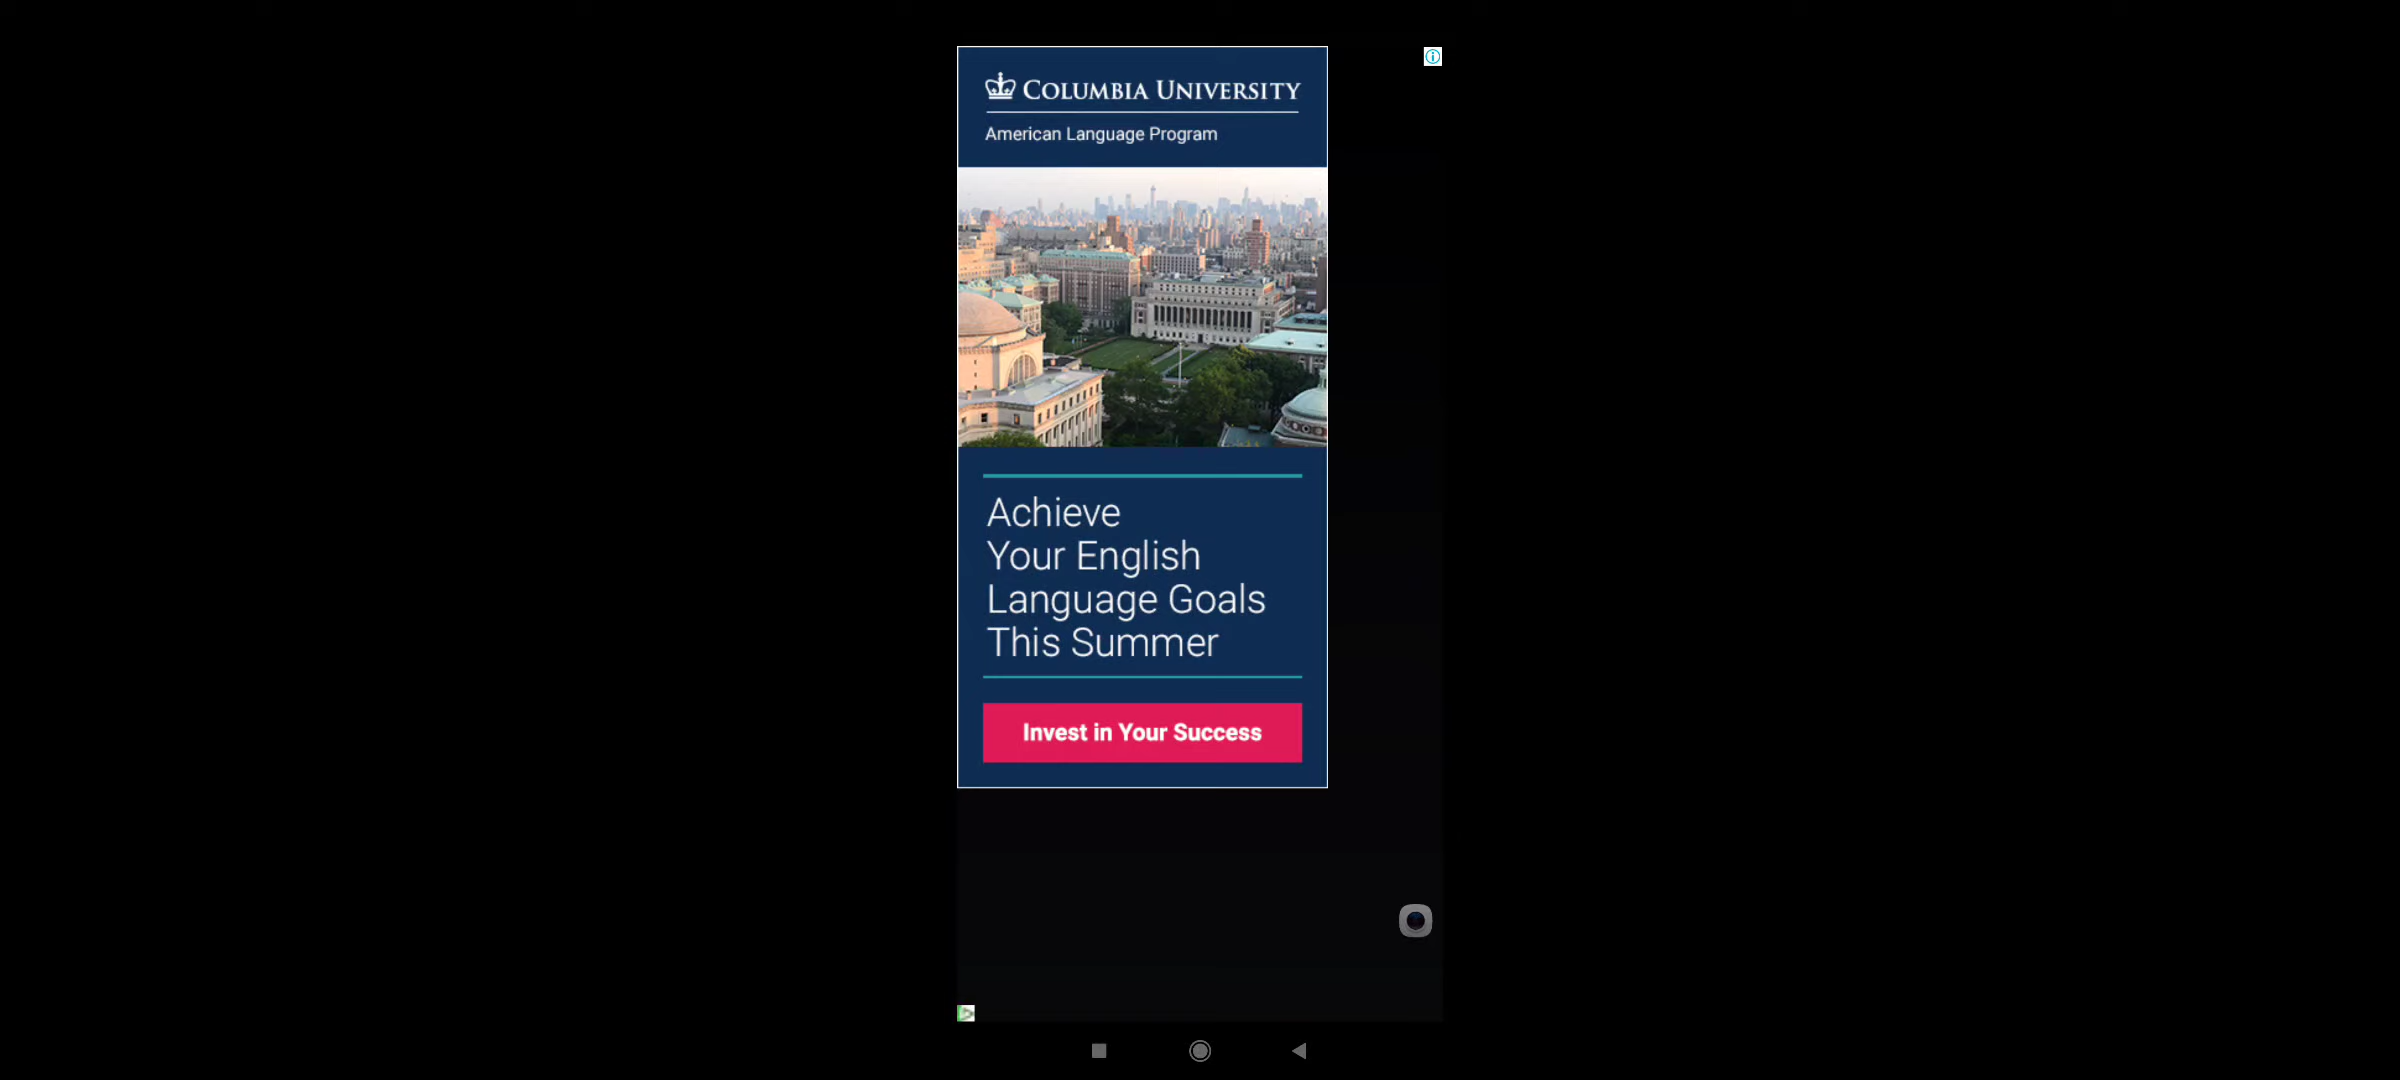 COLUMBIA UNIVERSITY
American Language Program
Achieve
Your English
Language Goals
This Summer
Invest in Your Success